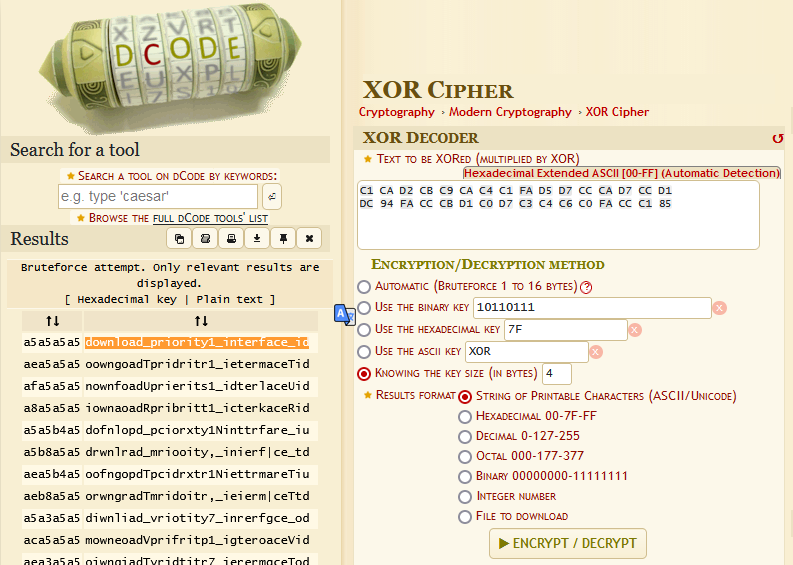 X Z V R T
D C O D E
E U X P L
I 7 Z S I 9
Search for a tool
★ SEARCH A TOOL ON DCODE BY KEYWORDS:
e.g. type 'caesar'
★ BROWSE THE FULL DCODE TOOLS' LIST
Results
Bruteforce attempt. Only relevant results are
displayed.
[ Hexadecimal key | Plain text ]
↑↓ ↑↓
a5a5a5a5 download_priority1_interface_id
aea5a5a5 oowngoadTpridritr1_ietermaceTid
afa5a5a5 nownfoadUprierits1_idterlaceUid
a8a5a5a5 iownaoadRpribritt1_icterkaceRid
a5a5b4a5 dofnlopd_pciorxty1Ninttrfare_iu
a5b8a5a5 drwnlrad_mriooity,_inierf|ce_td
aea5b4a5 oofngopdTpcidrxtr1NiettrmareTiu
aeb8a5a5 orwngradTmridoitr,_ieierm|ceTtd
a5a3a5a5 diwnliad_vriotity7_inrerfgce_od
aca5a5a5 mowneoadVprifritp1_igteroaceVid
aea3a5a5 oiwngiadTvridtitr7_ierermgceTod
XOR CIPHER
Cryptography › Modern Cryptography › XOR Cipher
XOR DECODER
★ TEXT TO BE XORED (MULTIPLIED BY XOR)
Hexadecimal Extended ASCII [00-FF] (Automatic Detection)
C1 CA D2 CB C9 CA C4 C1 FA D5 D7 CC CA D7 CC D1
DC 94 FA CC CB D1 C0 D7 C3 C4 C6 C0 FA CC C1 85
ENCRYPTION/DECRYPTION METHOD
AUTOMATIC (BRUTEFORCE 1 TO 16 BYTES) ?
USE THE BINARY KEY 10110111 x
USE THE HEXADECIMAL KEY 7F x
USE THE ASCII KEY XOR x
KNOWING THE KEY SIZE (IN BYTES) 4
★ RESULTS FORMAT STRING OF PRINTABLE CHARACTERS (ASCII/UNICODE)
HEXADECIMAL 00-7F-FF
DECIMAL 0-127-255
OCTAL 000-177-377
BINARY 00000000-11111111
INTEGER NUMBER
FILE TO DOWNLOAD
▶ ENCRYPT / DECRYPT